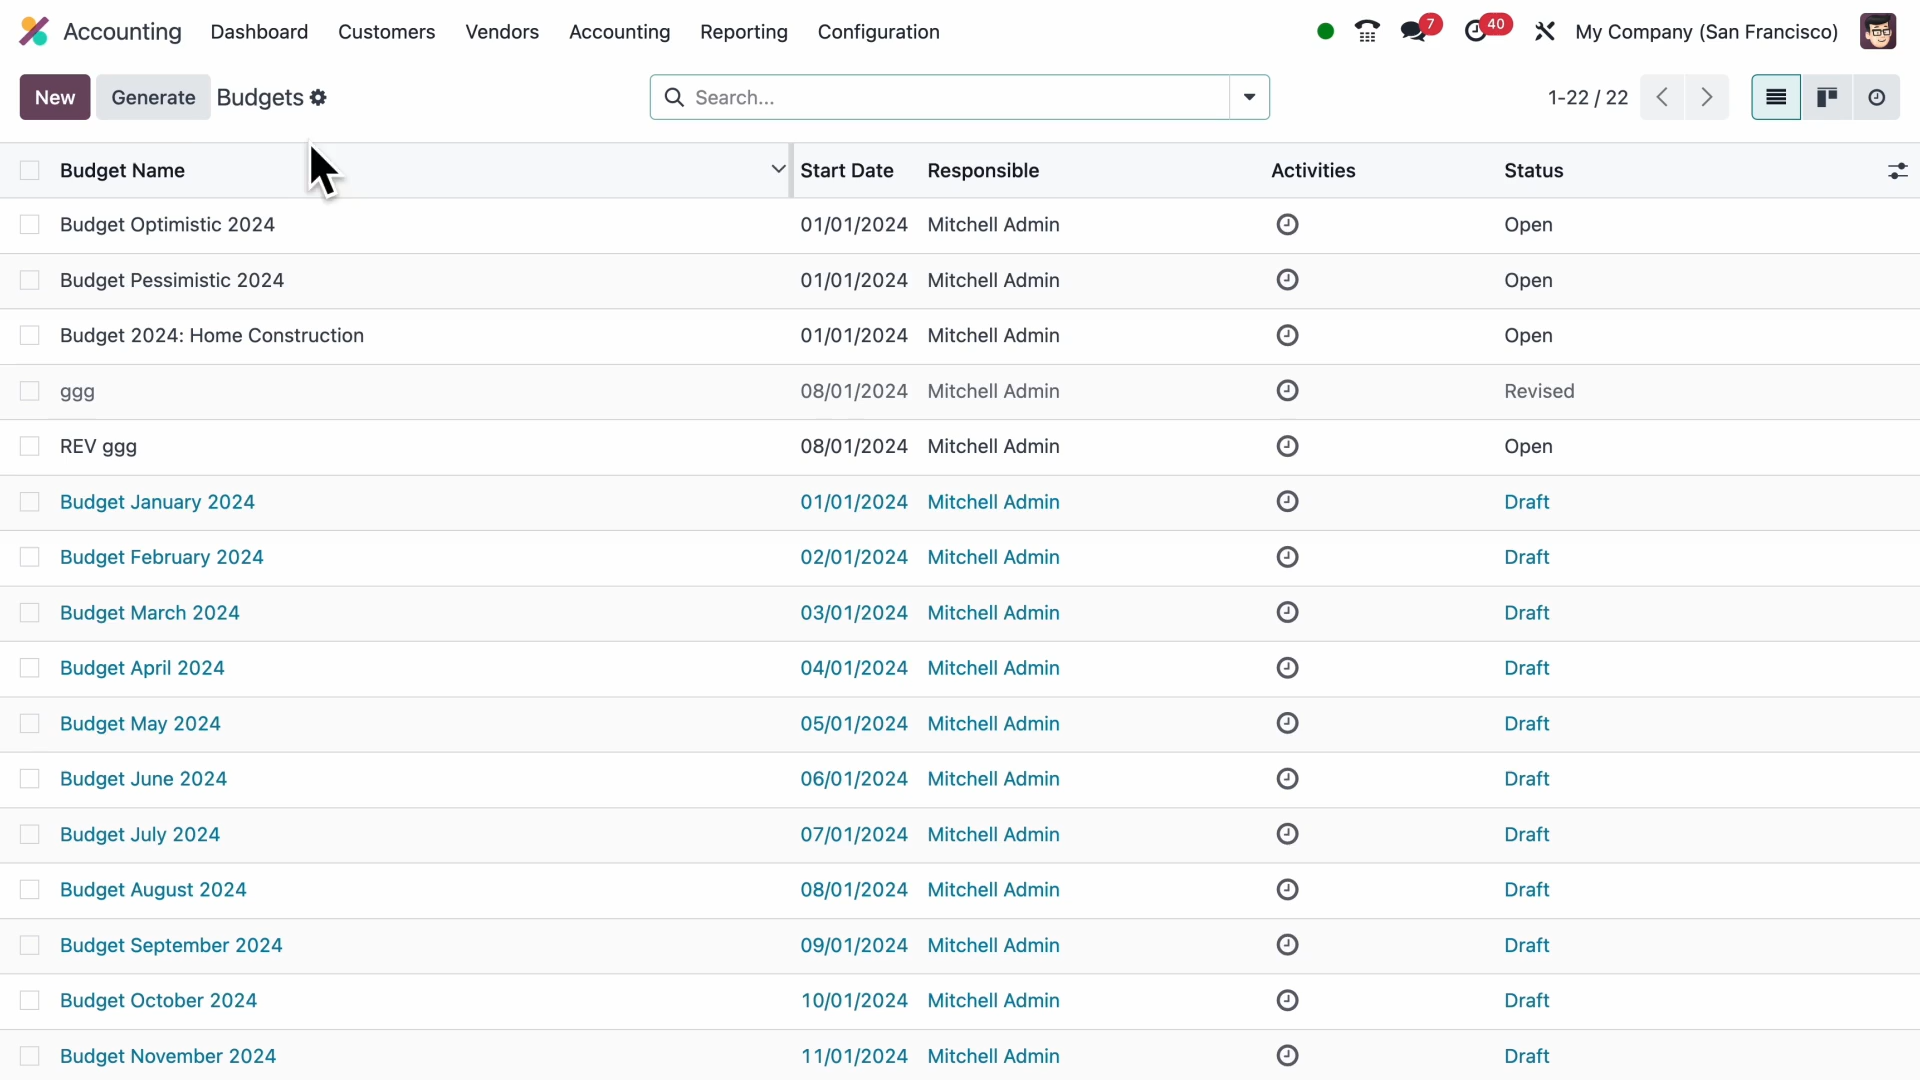 Accounting Dashboard Customers Vendors Accounting Reporting Configuration 7 40 My Company (San Francisco)
New Generate Budgets Search... 1-22 / 22
Budget Name Start Date Responsible Activities Status
Budget Optimistic 2024 01/01/2024 Mitchell Admin Open
Budget Pessimistic 2024 01/01/2024 Mitchell Admin Open
Budget 2024: Home Construction 01/01/2024 Mitchell Admin Open
ggg 08/01/2024 Mitchell Admin Revised
REV ggg 08/01/2024 Mitchell Admin Open
Budget January 2024 01/01/2024 Mitchell Admin Draft
Budget February 2024 02/01/2024 Mitchell Admin Draft
Budget March 2024 03/01/2024 Mitchell Admin Draft
Budget April 2024 04/01/2024 Mitchell Admin Draft
Budget May 2024 05/01/2024 Mitchell Admin Draft
Budget June 2024 06/01/2024 Mitchell Admin Draft
Budget July 2024 07/01/2024 Mitchell Admin Draft
Budget August 2024 08/01/2024 Mitchell Admin Draft
Budget September 2024 09/01/2024 Mitchell Admin Draft
Budget October 2024 10/01/2024 Mitchell Admin Draft
Budget November 2024 11/01/2024 Mitchell Admin Draft